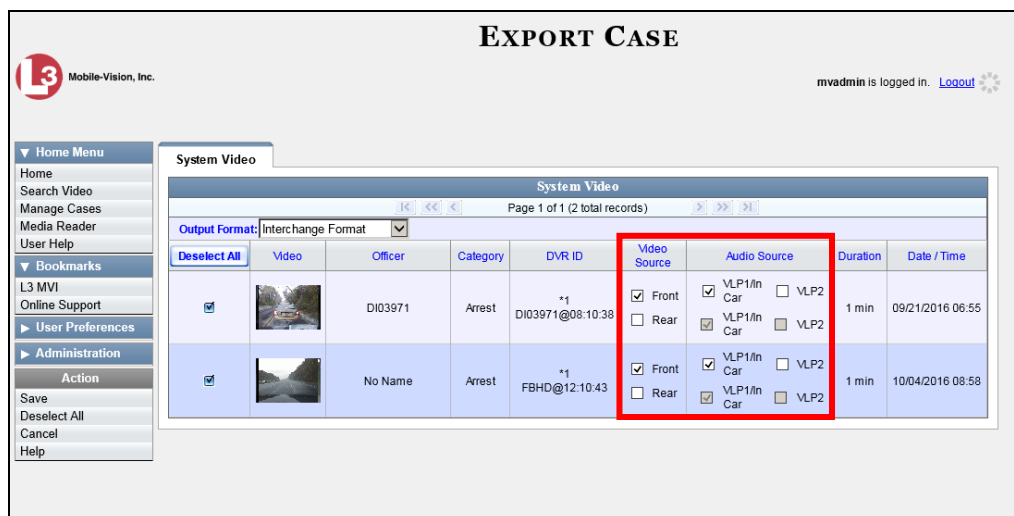 EXPORT CASE
L3 Mobile-Vision, Inc.
mvadmin is logged in. Logout
▼ Home Menu
Home
Search Video
Manage Cases
Media Reader
User Help
▼ Bookmarks
L3 MVI
Online Support
▶ User Preferences
▶ Administration
Action
Save
Deselect All
Cancel
Help
System Video
System Video
Page 1 of 1 (2 total records)
Output Format: Interchange Format
Deselect All Video Officer Category DVR ID Video Source Audio Source Duration Date / Time
DI03971 Arrest *1 DI03971@08:10:38 Front VLP1/In Car VLP2 1 min 09/21/2016 06:55
Rear VLP1/In Car VLP2
No Name Arrest *1 FBHD@12:10:43 Front VLP1/In Car VLP2 1 min 10/04/2016 08:58
Rear VLP1/In Car VLP2